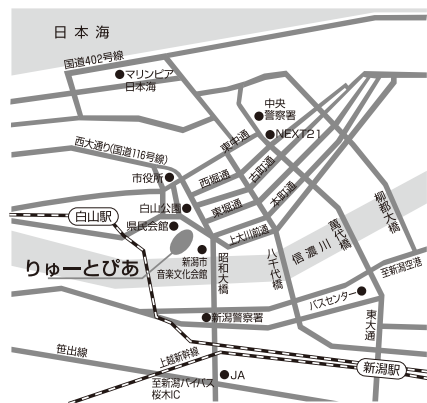 日本海
国道402号線
マリンピア
日本海
中央
警察署
NEXT21
東中通
西大通り(国道116号線)
市役所
西堀通
古町通
本町通
東堀通
上大川前通
白山公園
白山駅
県民会館
りゅーとぴあ
新潟市
音楽文化会館
昭和大橋
八千代橋
信濃川
萬代橋
柳都大橋
至新潟空港
バスセンター
東大通
新潟警察署
笹出線
上越新幹線
至新潟バイパス
桜木IC
JA
新潟駅